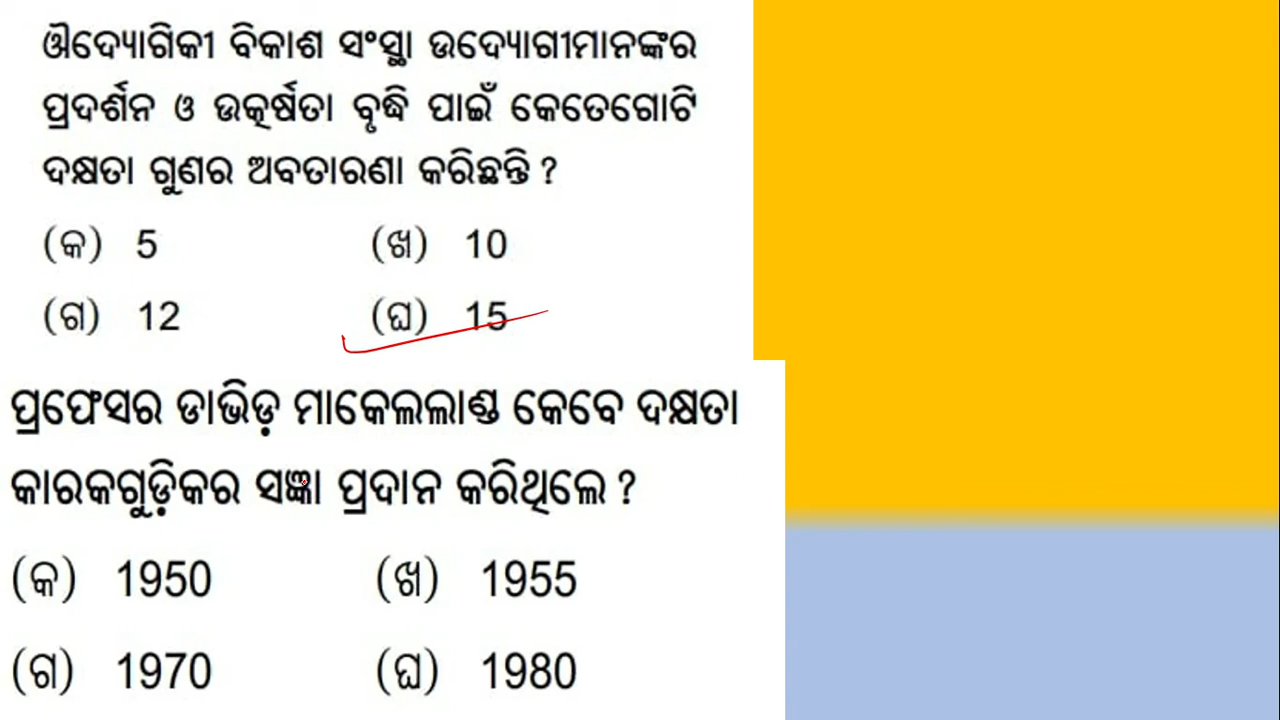 ଔଦ୍ୟୋଗିକୀ ବିକାଶ ସଂସ୍ଥା ଉଦ୍ୟୋଗୀମାନଙ୍କର
ପ୍ରଦର୍ଶନ ଓ ଉତ୍କର୍ଷତା ବୃଦ୍ଧି ପାଇଁ କେତେଗୋଟି
ଦକ୍ଷତା ଗୁଣର ଅବତାରଣା କରିଛନ୍ତି ?
(କ) 5 (ଖ) 10
(ଗ) 12 (ଘ) 15
ପ୍ରଫେସର ଡାଭିଡ଼ ମାକେଲଲାଣ୍ଡ କେବେ ଦକ୍ଷତା
କାରକଗୁଡ଼ିକର ସଜ୍ଞା ପ୍ରଦାନ କରିଥିଲେ ?
(କ) 1950 (ଖ) 1955
(ଗ) 1970 (ଘ) 1980